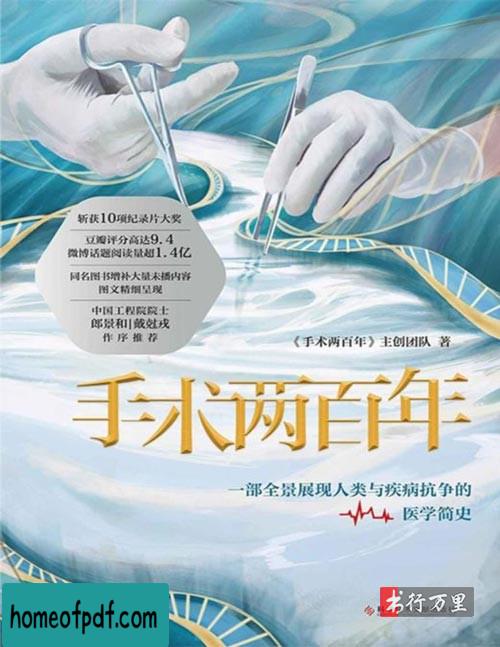 斩获10项纪录片大奖
豆瓣评分高达9.4
微博话题阅读量超1.4亿
同名图书增补大量未播内容
图文精细呈现
中国工程院院士
郎景和|戴尅戎
作序推荐
《手术两百年》主创团队 著
手术两百年
一部全景展现人类与疾病抗争的
医学简史
书行万里
homeofpdf.com